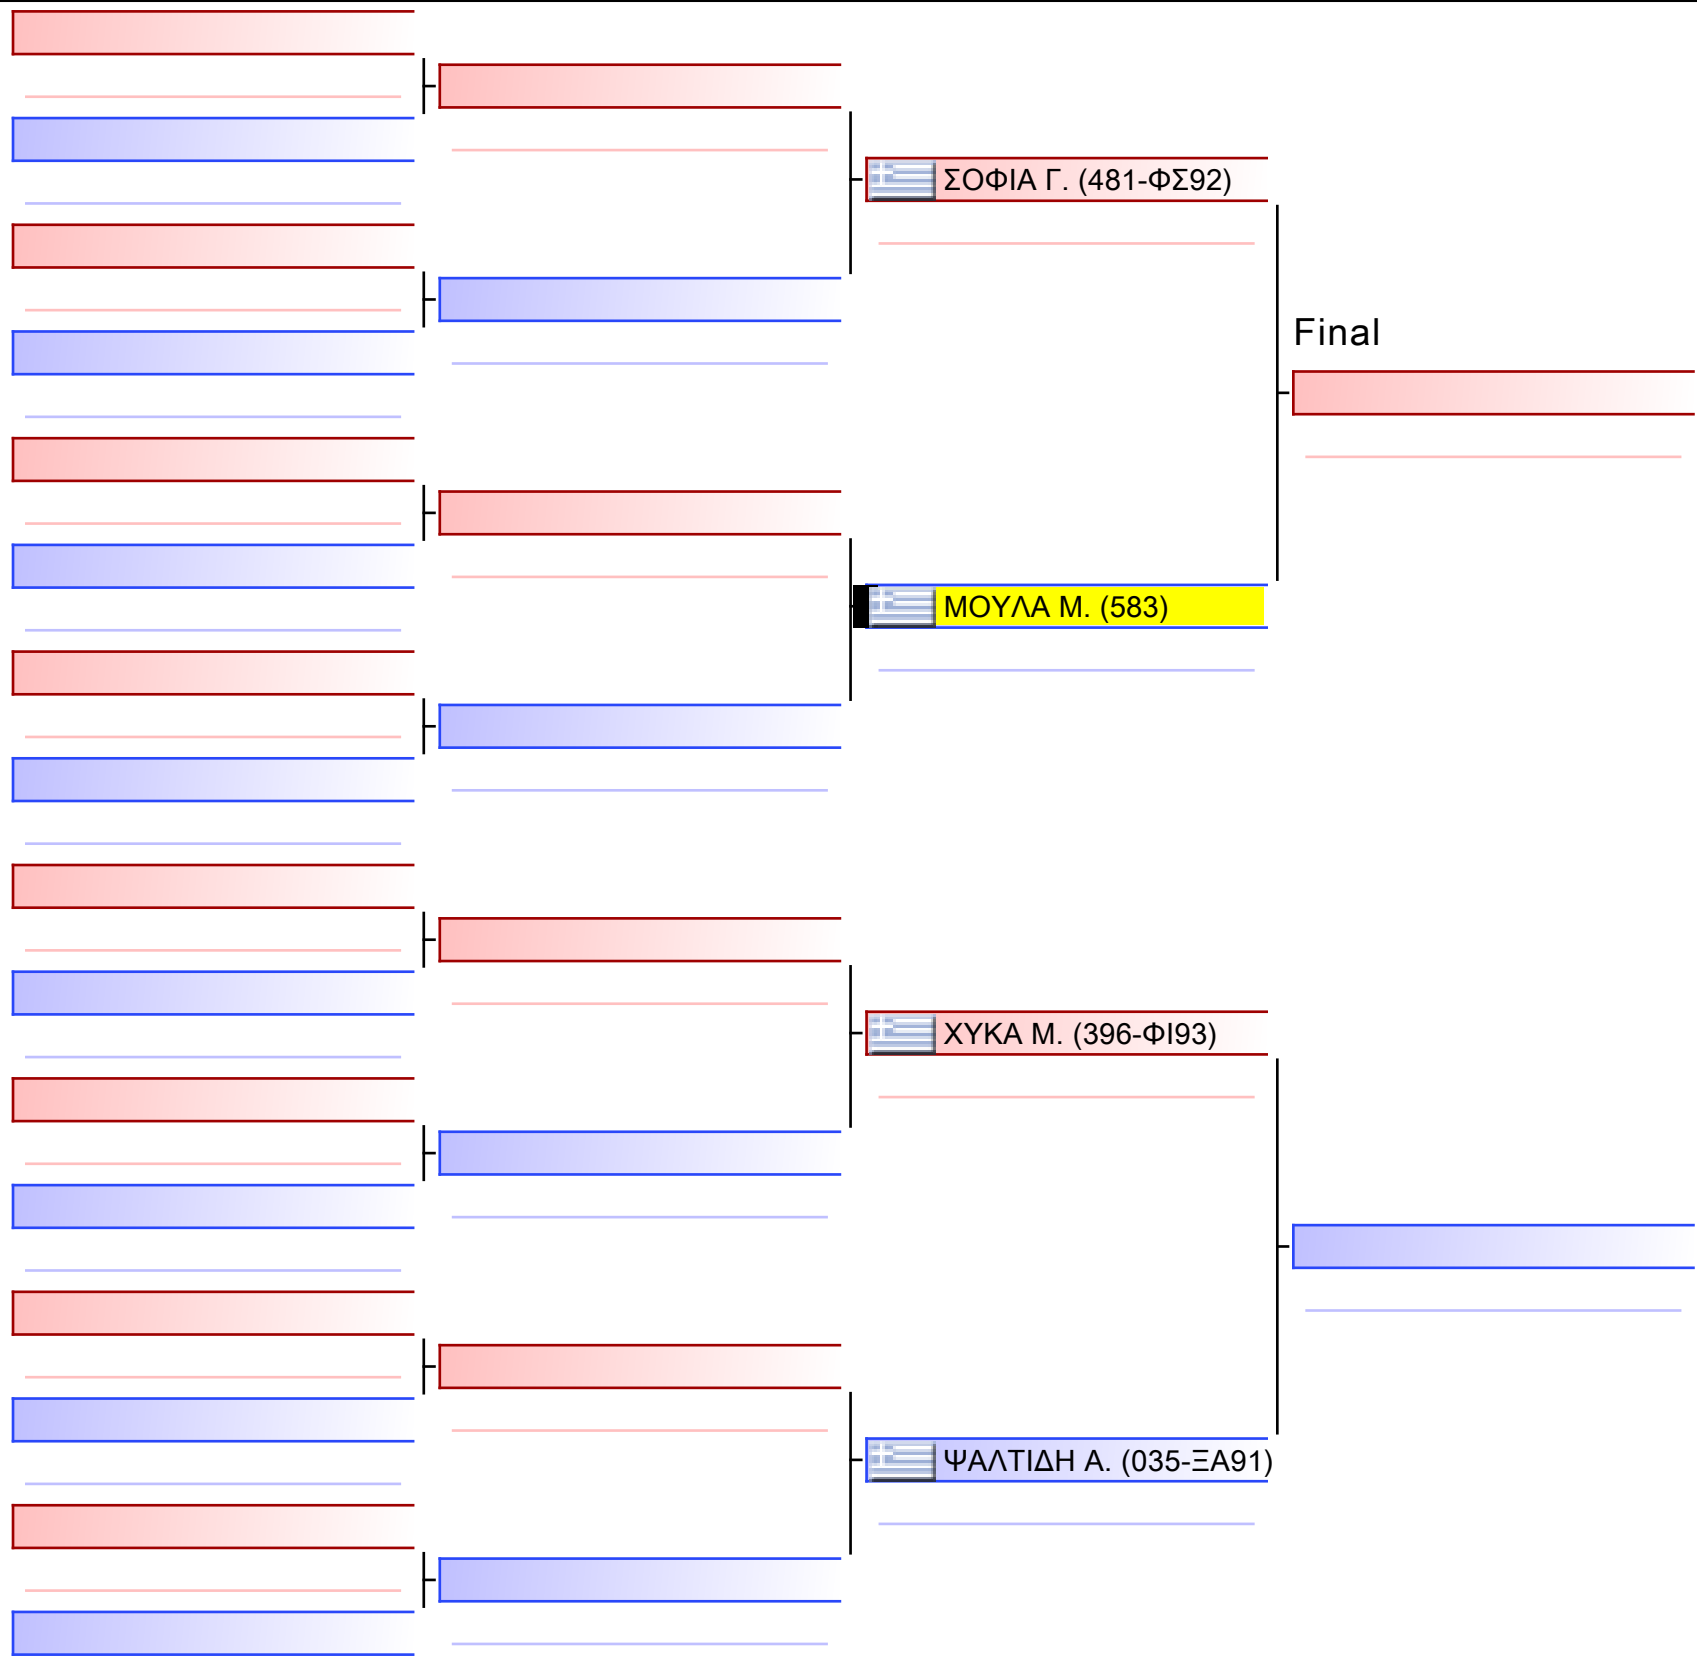 ΣΟΦΙΑ Γ. (481-ΦΣ92)
Final
ΜΟΥΛΑ Μ. (583)
ΧΥΚΑ Μ. (396-ΦΙ93)
ΨΑΛΤΙΔΗ Α. (035-ΞΑ91)